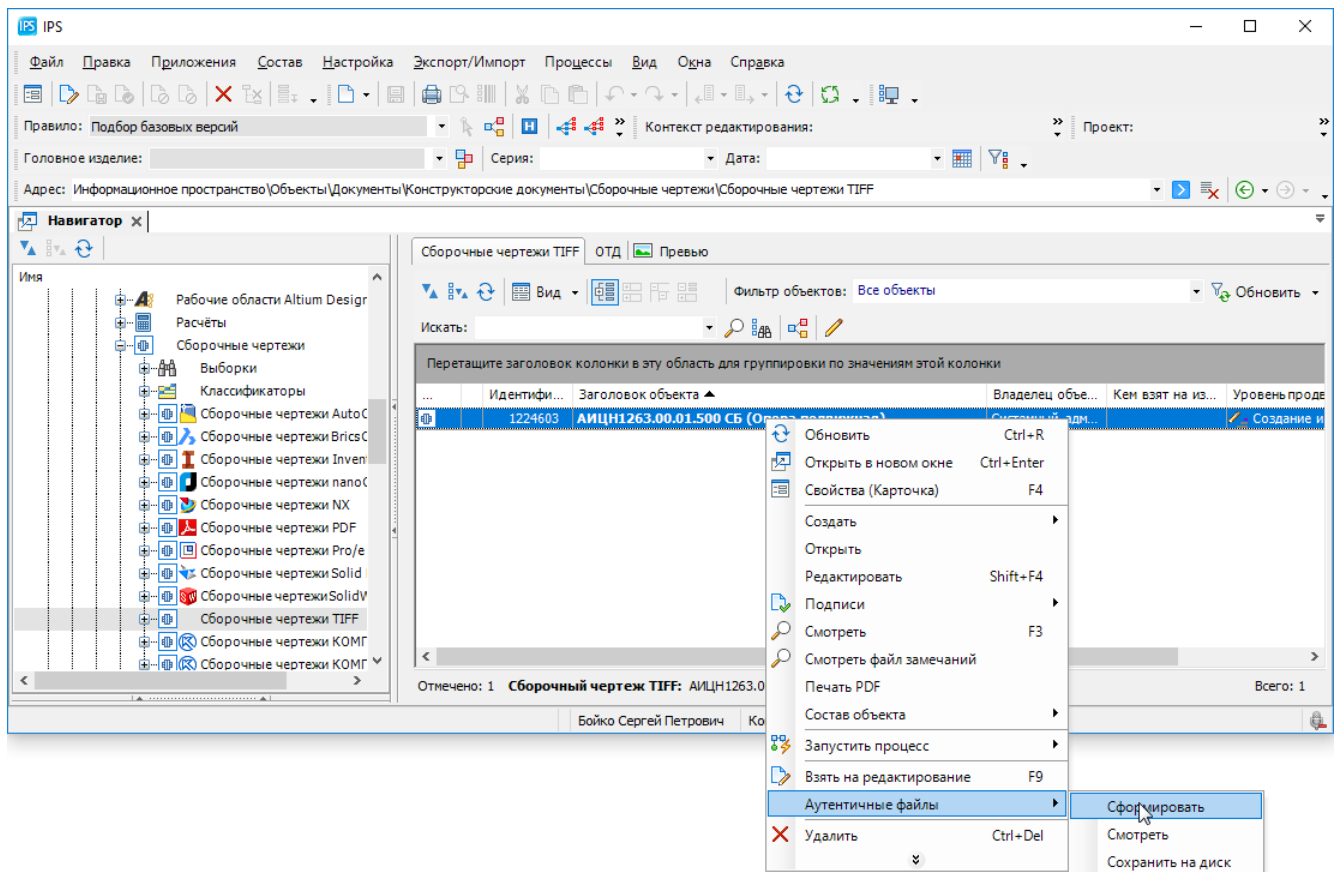 IPS IPS
Файл Правка Приложения Состав Настройка Экспорт/Импорт Процессы Вид Окна Справка
Правило: Подбор базовых версий Контекст редактирования: Проект:
Головное изделие: Серия: Дата:
Адрес: Информационное пространство\Объекты\Документы\Конструкторские документы\Сборочные чертежи\Сборочные чертежи TIFF
Навигатор
Сборочные чертежи TIFF ОТД Превью
Имя
Рабочие области Altium Desigr
Расчёты
Сборочные чертежи
Выборки
Классификаторы
Сборочные чертежи AutoC
Сборочные чертежи BricsC
Сборочные чертежи Inven
Сборочные чертежи nanoC
Сборочные чертежи NX
Сборочные чертежи PDF
Сборочные чертежи Pro/e
Сборочные чертежи Solid
Сборочные чертежи SolidW
Сборочные чертежи TIFF
Сборочные чертежи КОМГ
Сборочные чертежи КОМГ
Вид Фильтр объектов: Все объекты Обновить
Искать:
Перетащите заголовок колонки в эту область для группировки по значениям этой колонки
... Идентифи... Заголовок объекта Владелец объе... Кем взят на из... Уровень продв
1224603 АИЦН1263.00.01.500 СБ (Опора подвижная) Системный адм... Создание и
Отмечено: 1 Сборочный чертеж TIFF: АИЦН1263.0 Всего: 1
Бойко Сергей Петрович Ко
Обновить Ctrl+R
Открыть в новом окне Ctrl+Enter
Свойства (Карточка) F4
Создать
Открыть
Редактировать Shift+F4
Подписи
Смотреть F3
Смотреть файл замечаний
Печать PDF
Состав объекта
Запустить процесс
Взять на редактирование F9
Аутентичные файлы
Удалить Ctrl+Del
Сформировать
Смотреть
Сохранить на диск